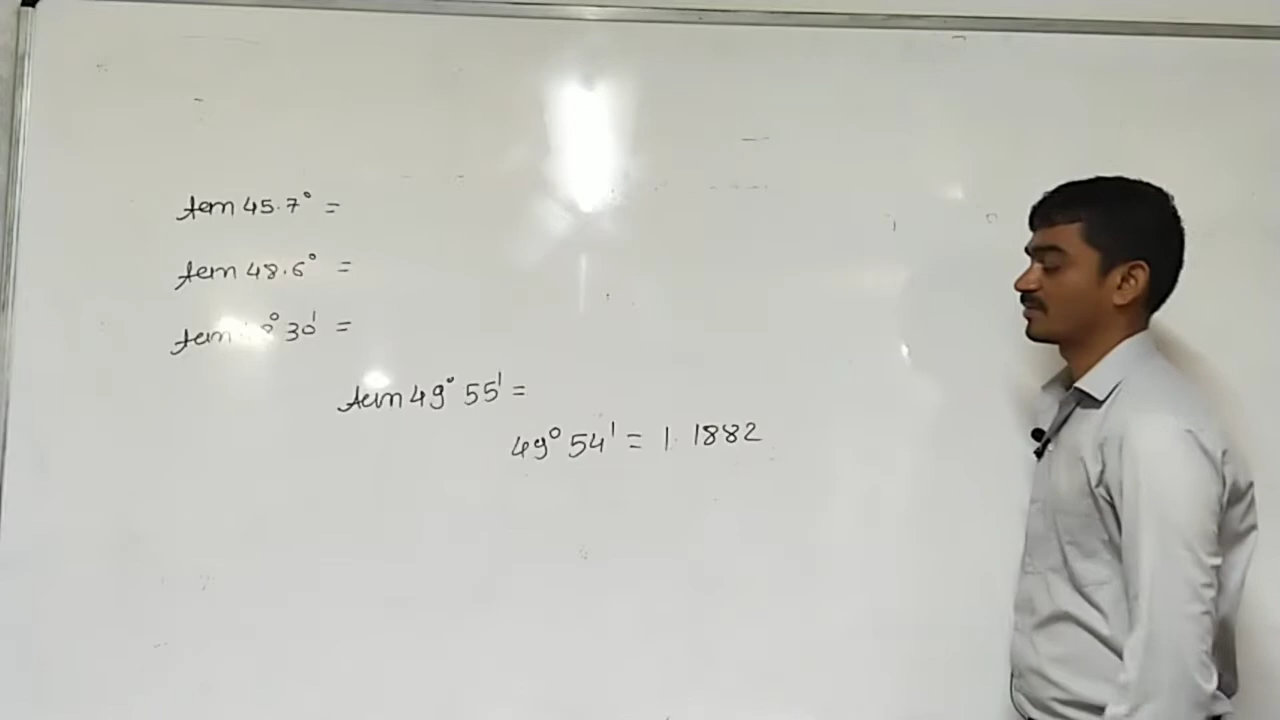 tan 45.7° =
tan 48.6° =
tan ° 30' =
tan 49° 55' =
49° 54' = 1.1882